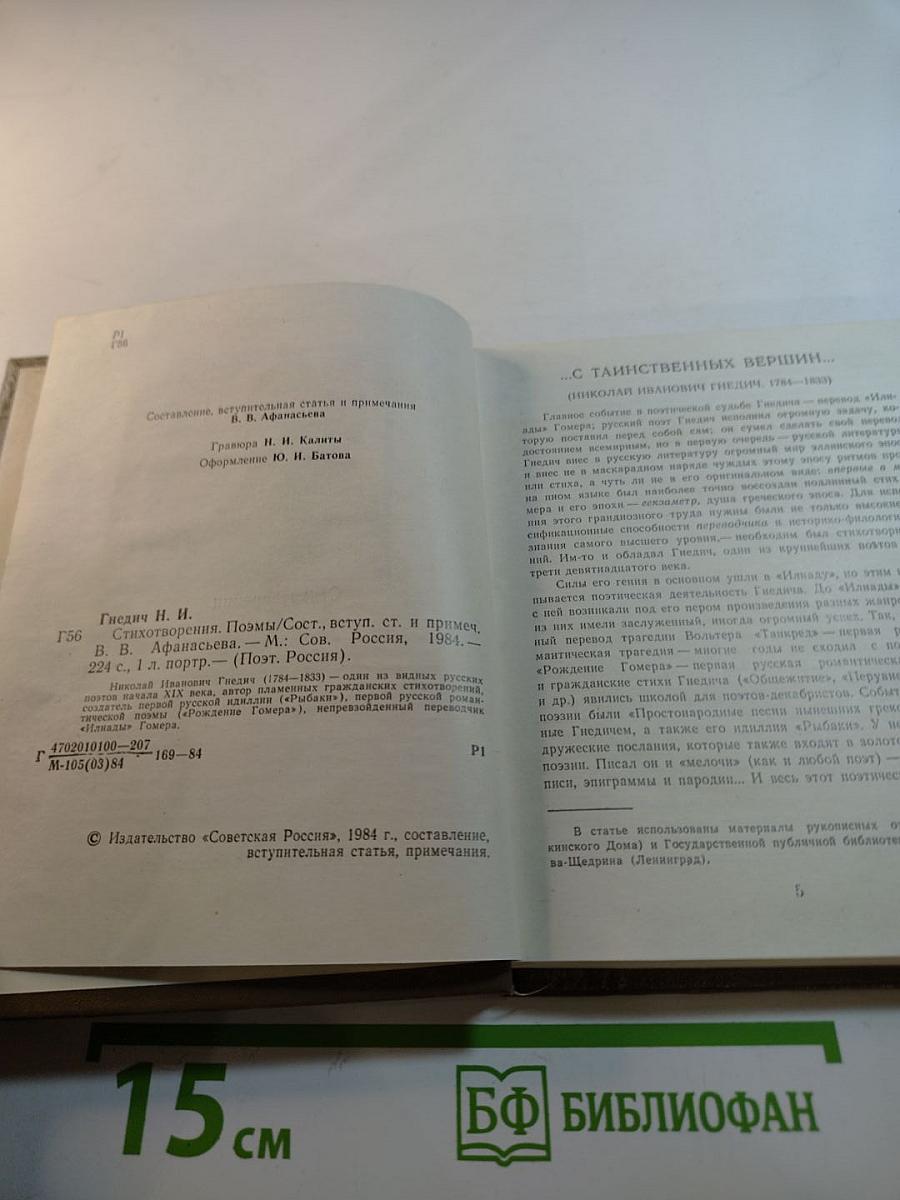 Р1
Г56
Составление, вступительная статья и примечания
В. В. Афанасьева
Гравюра Н. И. Калиты
Оформление Ю. И. Батова
Гнедич Н. И.
Г56 Стихотворения. Поэмы/Сост., вступ. ст. и примеч.
В. В. Афанасьева.— М.: Сов. Россия, 1984.—
224 с., 1 л. портр.— (Поэт. Россия).
Николай Иванович Гнедич (1784—1833) — один из видных русских
поэтов начала XIX века, автор пламенных гражданских стихотворений,
создатель первой русской идиллии («Рыбаки»), первой русской роман-
тической поэмы («Рождение Гомера»), непревзойденный переводчик
«Илиады» Гомера.
Г 4702010100—207
М-105(03)84 169—84 Р1
© Издательство «Советская Россия», 1984 г., составление,
вступительная статья, примечания.
...С ТАИНСТВЕННЫХ ВЕРШИН...
(НИКОЛАЙ ИВАНОВИЧ ГНЕДИЧ. 1784—1833)
Главное событие в поэтической судьбе Гнедича — перевод «Или-
ады» Гомера; русский поэт Гнедич исполнил огромную задачу, ко-
торую поставил перед собой сам: он сумел сделать свой перевод
достоянием всемирным, но в первую очередь — русской литературы
Гнедич внес в русскую литературу огромный мир эллинского эпоса
и внес не в маскарадном наряде чуждых этому эпосу ритмов про
или стиха, а чуть ли не в его оригинальном виде: впервые в м
на ином языке был наиболее точно воссоздан подлинный стих
мера и его эпохи — гекзаметр, душа греческого эпоса. Для испо
ния этого грандиозного труда нужны были не только высокие
сификационные способности переводчика и историко-филологи
знания самого высшего уровня,— необходим был стихотворн
ний. Им-то и обладал Гнедич, один из крупнейших поэтов
трети девятнадцатого века.
Силы его гения в основном ушли в «Илиаду», но этим н
пывается поэтическая деятельность Гнедича. До «Илиады»
с ней возникали под его пером произведения разных жанро
из них имели заслуженный, иногда огромный успех. Так,
ный перевод трагедии Вольтера «Танкред» — первая р
мантическая трагедия — многие годы не сходил с по
«Рождение Гомера» — первая русская романтическ
и гражданские стихи Гнедича («Общежитие», «Перуане
и др.) явились школой для поэтов-декабристов. Событ
поэзии были «Простонародные песни нынешних греко
ные Гнедичем, а также его идиллия «Рыбаки». У не
дружеские послания, которые также входят в золото
поэзии. Писал он и «мелочи» (как и любой поэт) —
писи, эпиграммы и пародии... И весь этот поэтическ
В статье использованы материалы рукописных от
кинского Дома) и Государственной публичной библиоте
ва-Щедрина (Ленинград).
5
15 см
БФ БИБЛИОФАН